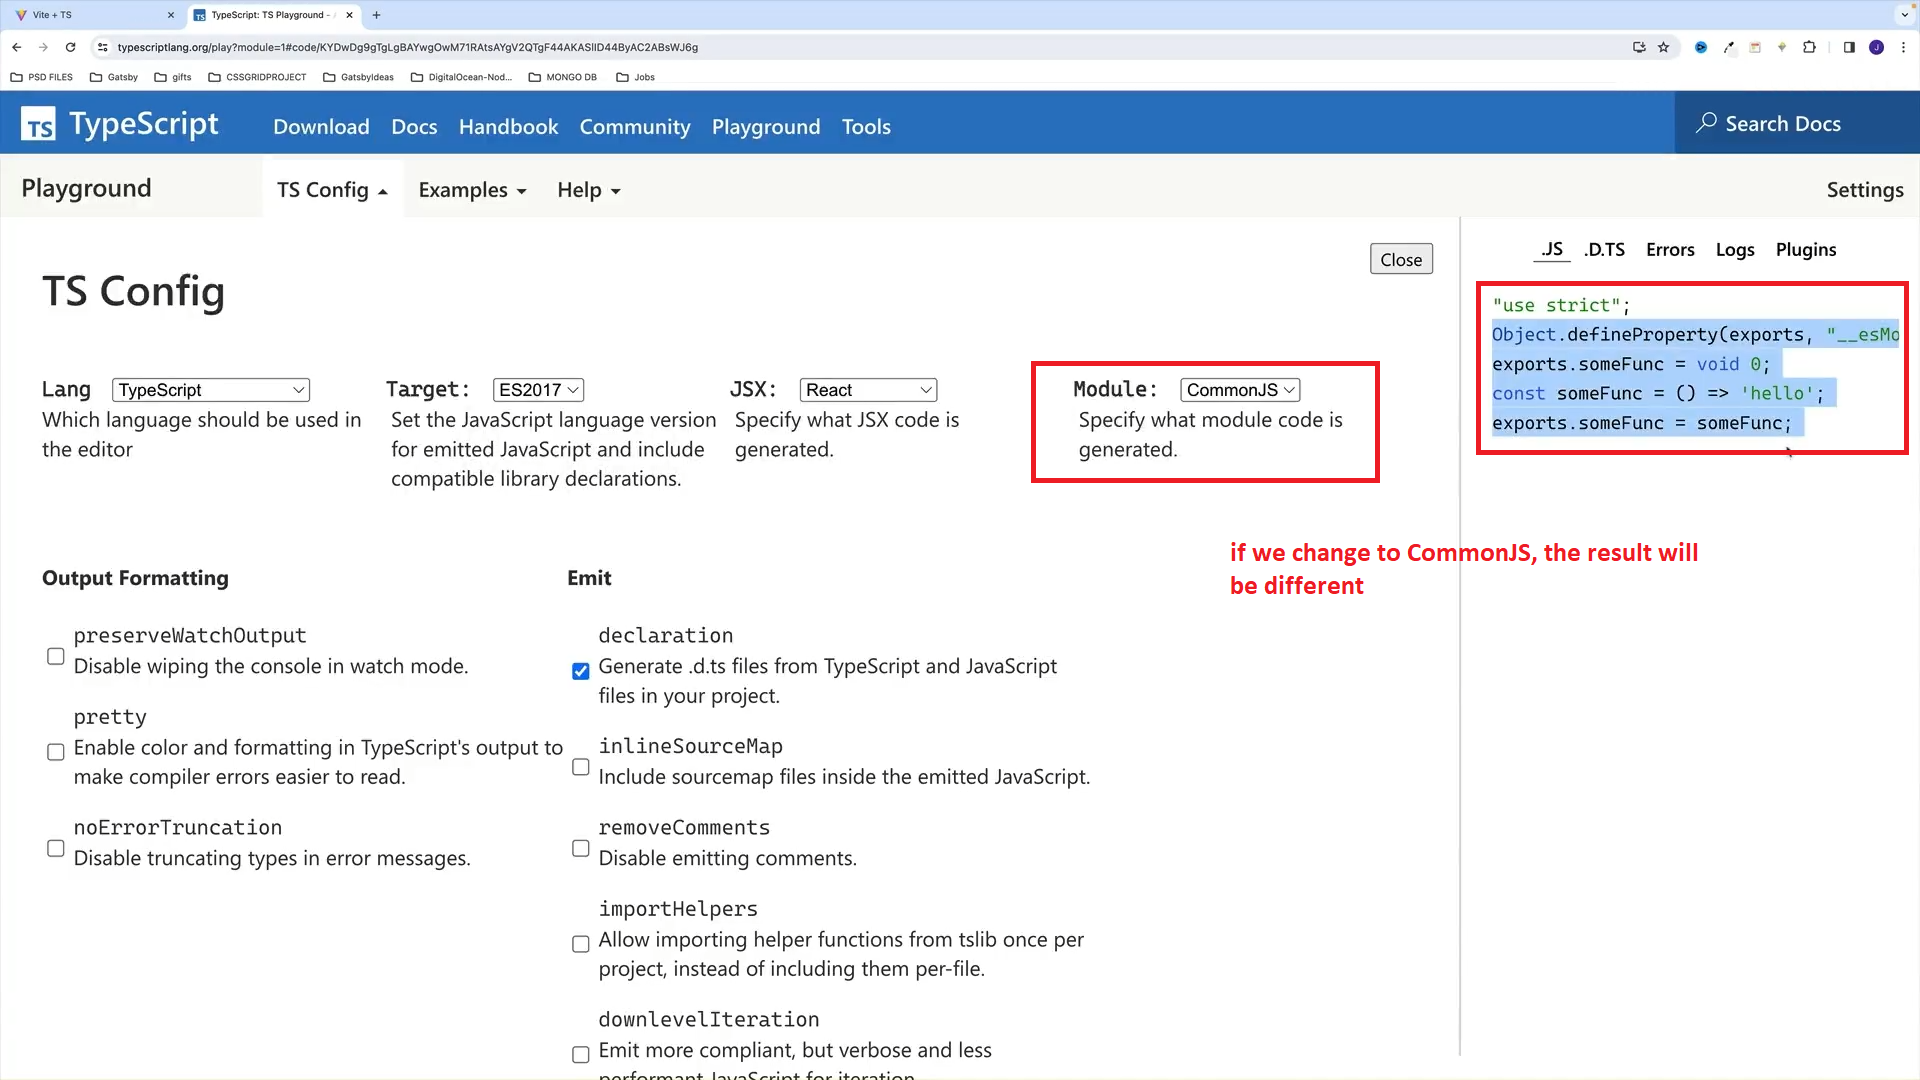 Vite + TS
TypeScript: TS Playground -
typescriptlang.org/play?module=1#code/KYDwDg9gTgLgBAYwgOwM71RAtsAYgV2QTgF44AKASlID44ByAC2ABsWJ6g
PSD FILES
Gatsby
gifts
CSSGRIDPROJECT
GatsbyIdeas
DigitalOcean-Nod...
MONGO DB
Jobs
TS TypeScript
Download Docs Handbook Community Playground Tools
Search Docs
Playground
TS Config
Examples
Help
Settings
Close
.JS .D.TS Errors Logs Plugins
TS Config
"use strict";
Object.defineProperty(exports, "__esMo
exports.someFunc = void 0;
const someFunc = () => 'hello';
exports.someFunc = someFunc;
Lang TypeScript
Which language should be used in
the editor
Target: ES2017
Set the JavaScript language version
for emitted JavaScript and include
compatible library declarations.
JSX: React
Specify what JSX code is
generated.
Module: CommonJS
Specify what module code is
generated.
if we change to CommonJS, the result will
be different
Output Formatting
preserveWatchOutput
Disable wiping the console in watch mode.
pretty
Enable color and formatting in TypeScript's output to
make compiler errors easier to read.
noErrorTruncation
Disable truncating types in error messages.
Emit
declaration
Generate .d.ts files from TypeScript and JavaScript
files in your project.
inlineSourceMap
Include sourcemap files inside the emitted JavaScript.
removeComments
Disable emitting comments.
importHelpers
Allow importing helper functions from tslib once per
project, instead of including them per-file.
downlevelIteration
Emit more compliant, but verbose and less
performant JavaScript for iteration